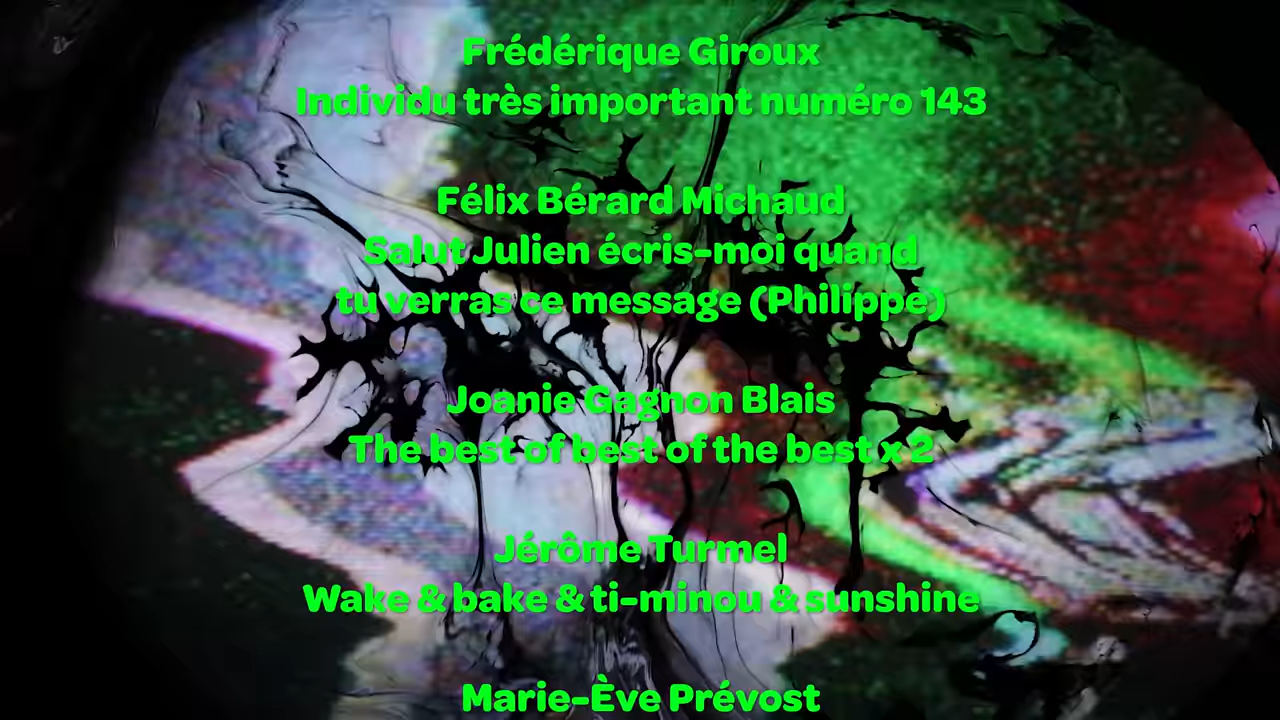 Frédérique Giroux
Individu très important numéro 143
Félix Bérard Michaud
Salut Julien écris-moi quand
tu verras ce message (Philippe)
Joanie Gagnon Blais
The best of best of the best x 2
Jérôme Turmel
Wake & bake & ti-minou & sunshine
Marie-Ève Prévost